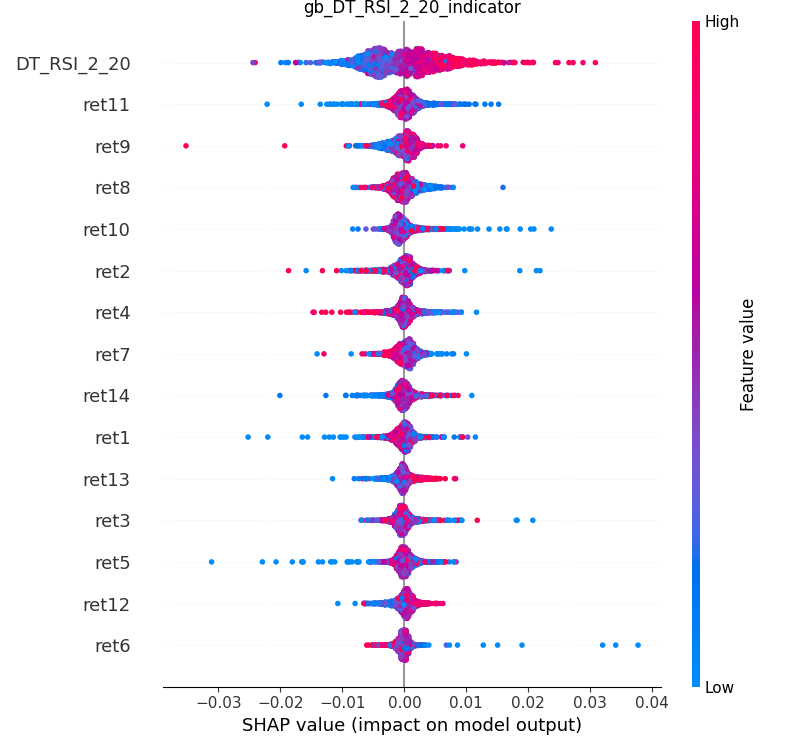 gb_DT_RSI_2_20_indicator
High
DT_RSI_2_20
ret11
ret9
ret8
ret10
ret2
ret4
ret7
ret14
ret1
ret13
ret3
ret5
ret12
ret6
Feature value
Low
−0.03 −0.02 −0.01 0.00 0.01 0.02 0.03 0.04
SHAP value (impact on model output)